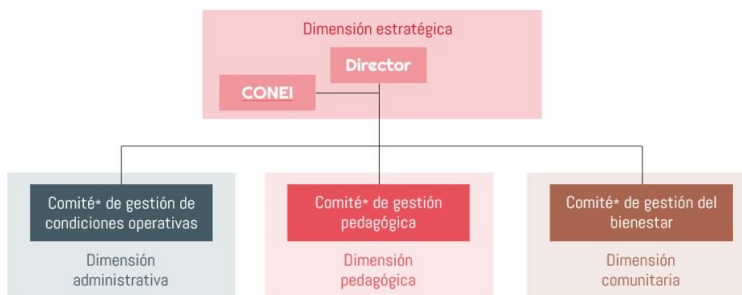 Dimensión estratégica
Director
CONEI
Comité* de gestión de
condiciones operativas
Dimensión
administrativa
Comité* de gestión
pedagógica
Dimensión
pedagógica
Comité* de gestión del
bienestar
Dimensión
comunitaria